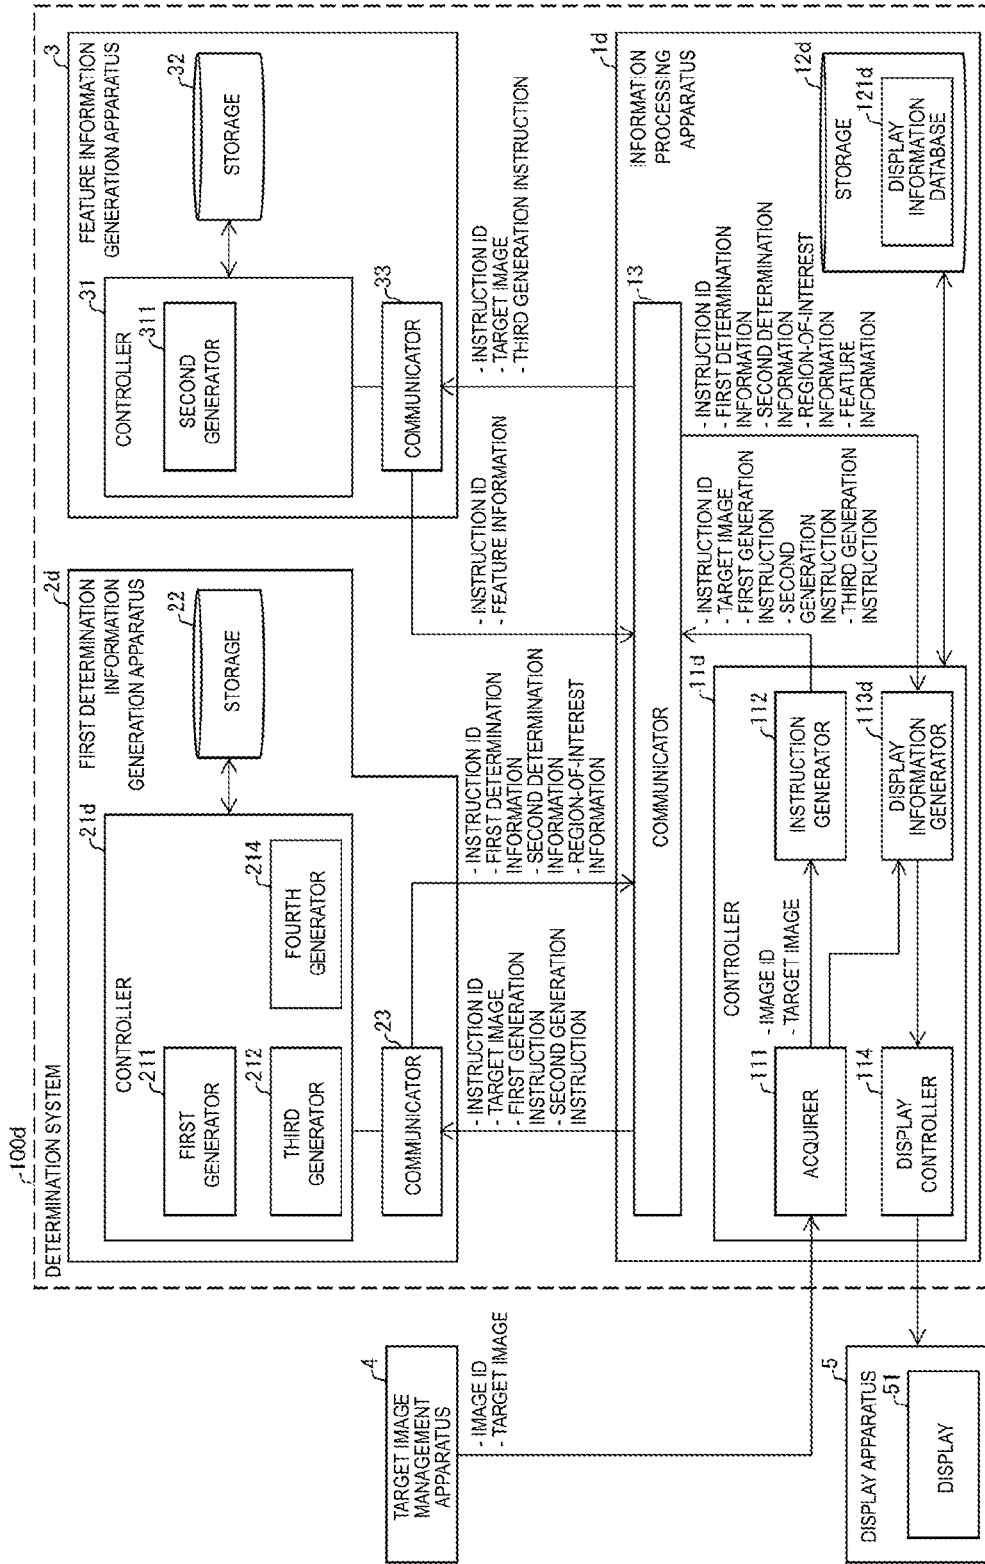 100d
DETERMINATION SYSTEM
2d
FIRST DETERMINATION
INFORMATION
GENERATION APPARATUS
21d
CONTROLLER
211
FIRST
GENERATOR
212
THIRD
GENERATOR
214
FOURTH
GENERATOR
22
STORAGE
23
COMMUNICATOR
3
FEATURE INFORMATION
GENERATION APPARATUS
31
CONTROLLER
311
SECOND
GENERATOR
32
STORAGE
33
COMMUNICATOR
- INSTRUCTION ID
- TARGET IMAGE
- FIRST GENERATION
INSTRUCTION
- SECOND GENERATION
INSTRUCTION
- INSTRUCTION ID
- FIRST DETERMINATION
INFORMATION
- SECOND DETERMINATION
INFORMATION
- REGION-OF-INTEREST
INFORMATION
- INSTRUCTION ID
- FEATURE INFORMATION
- INSTRUCTION ID
- TARGET IMAGE
- THIRD GENERATION INSTRUCTION
4
TARGET IMAGE
MANAGEMENT
APPARATUS
- IMAGE ID
- TARGET IMAGE
1d
INFORMATION
PROCESSING
APPARATUS
13
COMMUNICATOR
11d
CONTROLLER
111
ACQUIRER
- IMAGE ID
- TARGET IMAGE
112
INSTRUCTION
GENERATOR
- INSTRUCTION ID
- TARGET IMAGE
- FIRST GENERATION
INSTRUCTION
- SECOND
GENERATION
INSTRUCTION
- THIRD GENERATION
INSTRUCTION
- INSTRUCTION ID
- FIRST DETERMINATION
INFORMATION
- SECOND DETERMINATION
INFORMATION
- REGION-OF-INTEREST
INFORMATION
- FEATURE
INFORMATION
114
DISPLAY
CONTROLLER
113d
DISPLAY
INFORMATION
GENERATOR
12d
STORAGE
121d
DISPLAY
INFORMATION
DATABASE
5
DISPLAY APPARATUS
51
DISPLAY